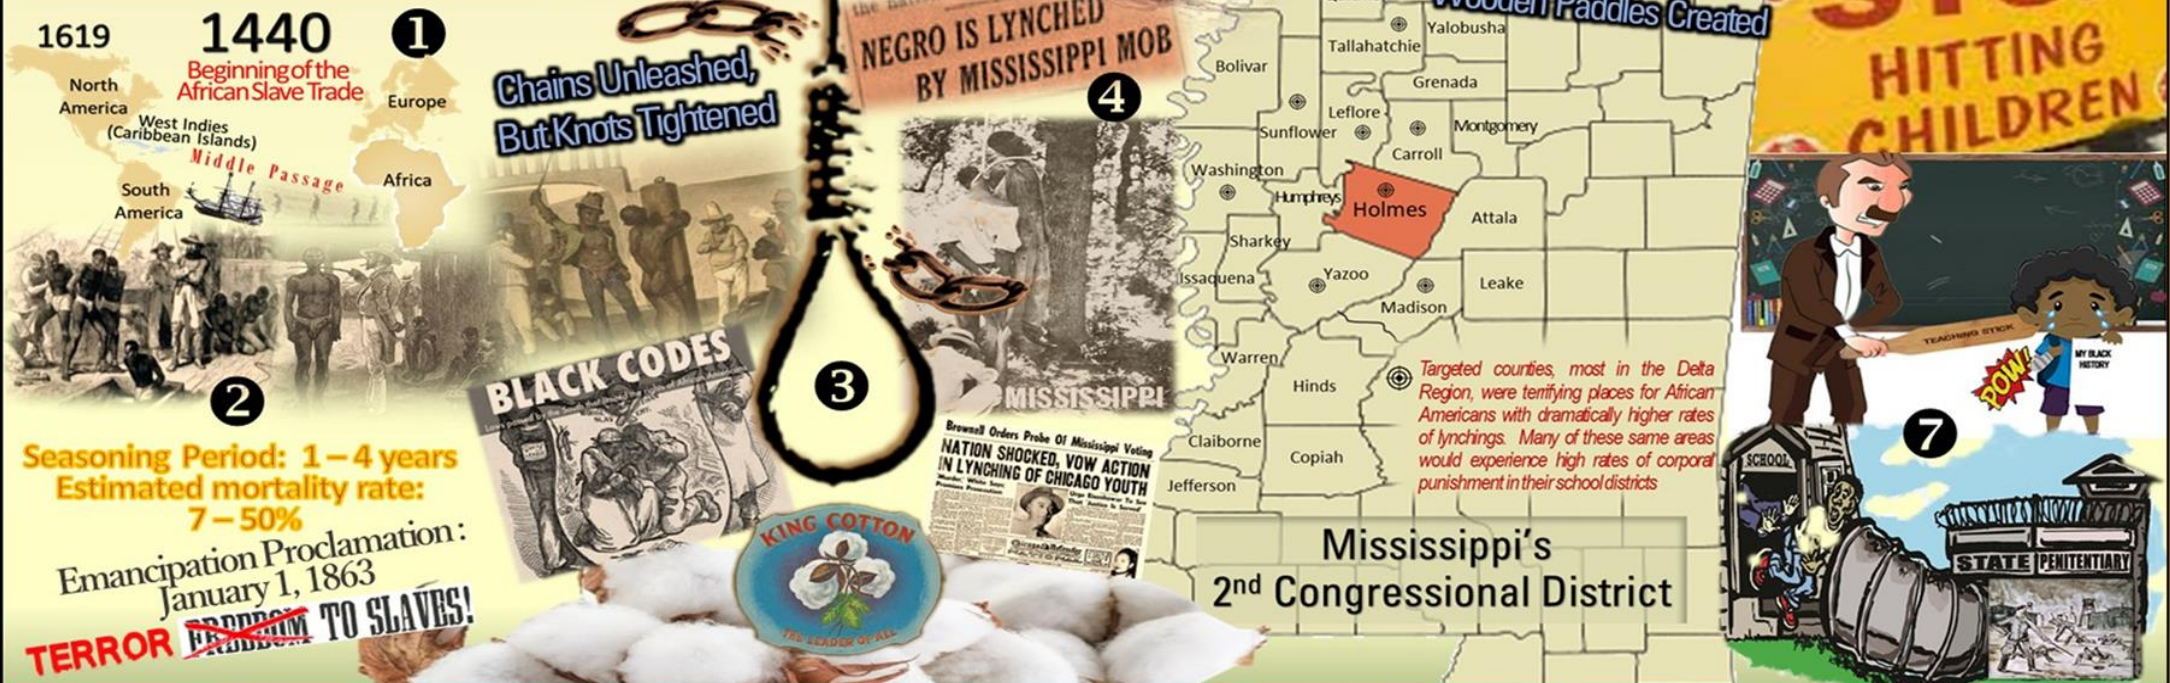 1619
1440
1
Beginning of the
African Slave Trade
North
America
Europe
West Indies
(Caribbean Islands)
Middle Passage
Africa
South
America
2
Seasoning Period: 1 – 4 years
Estimated mortality rate:
7 – 50%
Emancipation Proclamation:
January 1, 1863
TERROR FREEDOM TO SLAVES!
Chains Unleashed,
But Knots Tightened
BLACK CODES
3
KING COTTON
THE LEADER OF ALL
NEGRO IS LYNCHED
BY MISSISSIPPI MOB
4
MISSISSIPPI
Brownell Orders Probe Of Mississippi Voting
NATION SHOCKED, VOW ACTION
IN LYNCHING OF CHICAGO YOUTH
Wooden Paddles Created
Yalobusha
Tallahatchie
Bolivar
Grenada
Leflore
Sunflower
Montgomery
Carroll
Washington
Humphreys
Holmes
Attala
Sharkey
Issaquena
Yazoo
Leake
Madison
Warren
Hinds
Claiborne
Copiah
Jefferson
Targeted counties, most in the Delta
Region, were terrifying places for African
Americans with dramatically higher rates
of lynchings. Many of these same areas
would experience high rates of corporal
punishment in their school districts
Mississippi's
2nd Congressional District
HITTING
CHILDREN
TEACHING STICK
POW!
MY BLACK
HISTORY
7
SCHOOL
STATE PENITENTIARY